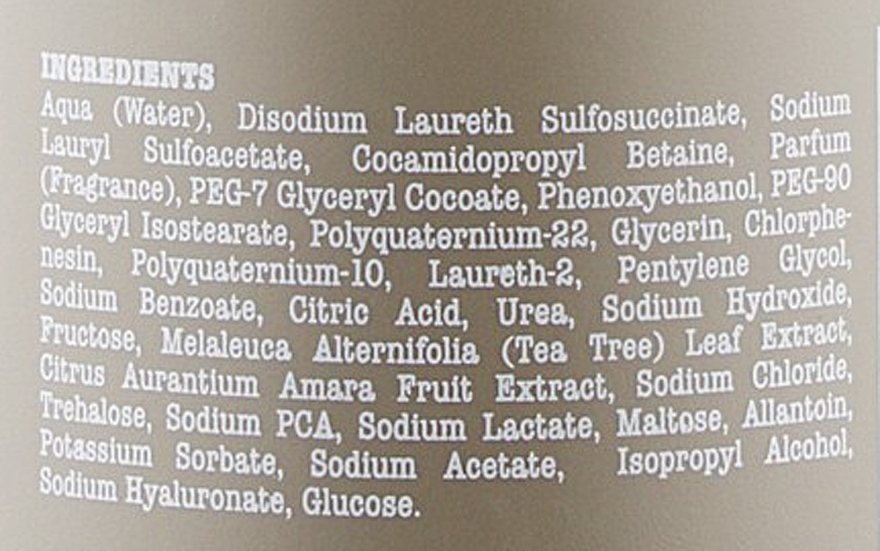 INGREDIENTS
Aqua (Water), Disodium Laureth Sulfosuccinate, Sodium
Lauryl Sulfoacetate, Cocamidopropyl Betaine, Parfum
(Fragrance), PEG-7 Glyceryl Cocoate, Phenoxyethanol, PEG-90
Glyceryl Isostearate, Polyquaternium-22, Glycerin, Chlorphe-
nesin, Polyquaternium-10, Laureth-2, Pentylene Glycol,
Sodium Benzoate, Citric Acid, Urea, Sodium Hydroxide,
Fructose, Melaleuca Alternifolia (Tea Tree) Leaf Extract,
Citrus Aurantium Amara Fruit Extract, Sodium Chloride,
Trehalose, Sodium PCA, Sodium Lactate, Maltose, Allantoin,
Potassium Sorbate, Sodium Acetate, Isopropyl Alcohol,
Sodium Hyaluronate, Glucose.